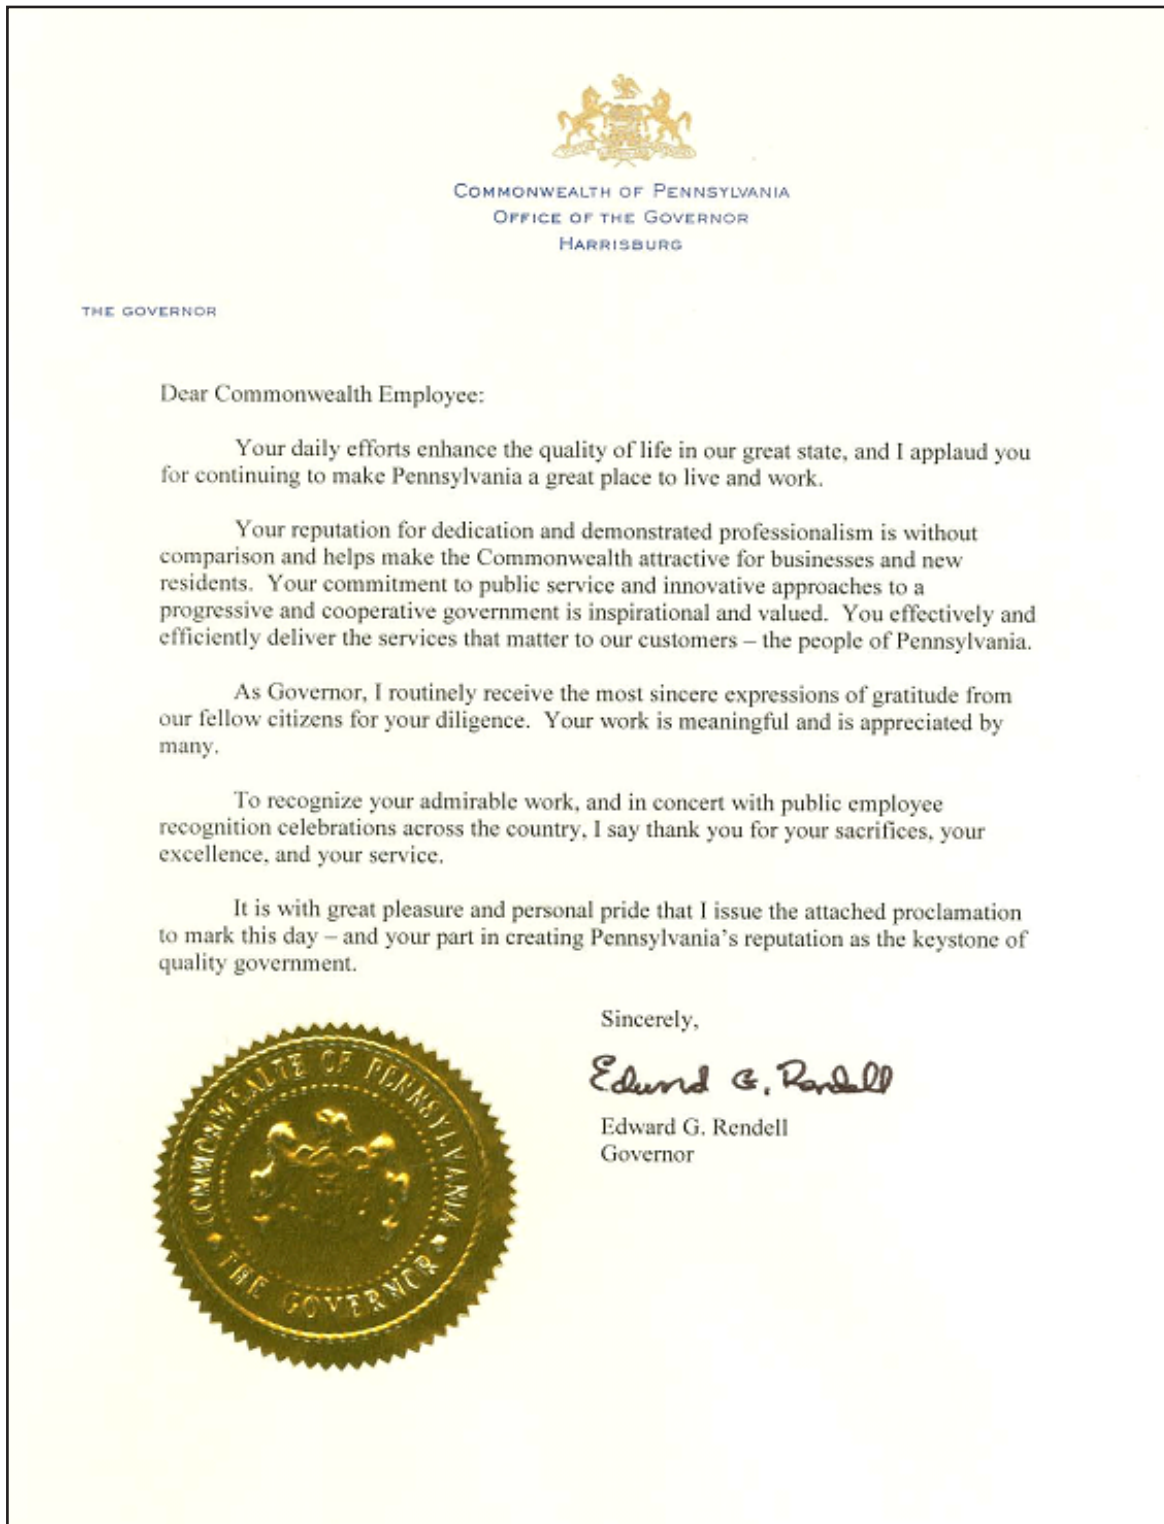 COMMONWEALTH OF PENNSYLVANIA
OFFICE OF THE GOVERNOR
HARRISBURG
THE GOVERNOR
Dear Commonwealth Employee:
Your daily efforts enhance the quality of life in our great state, and I applaud you
for continuing to make Pennsylvania a great place to live and work.
Your reputation for dedication and demonstrated professionalism is without
comparison and helps make the Commonwealth attractive for businesses and new
residents. Your commitment to public service and innovative approaches to a
progressive and cooperative government is inspirational and valued. You effectively and
efficiently deliver the services that matter to our customers – the people of Pennsylvania.
As Governor, I routinely receive the most sincere expressions of gratitude from
our fellow citizens for your diligence. Your work is meaningful and is appreciated by
many.
To recognize your admirable work, and in concert with public employee
recognition celebrations across the country, I say thank you for your sacrifices, your
excellence, and your service.
It is with great pleasure and personal pride that I issue the attached proclamation
to mark this day – and your part in creating Pennsylvania's reputation as the keystone of
quality government.
Sincerely,
Edward G. Rendell
Edward G. Rendell
Governor
COMMONWEALTH OF PENNSYLVANIA
THE GOVERNOR